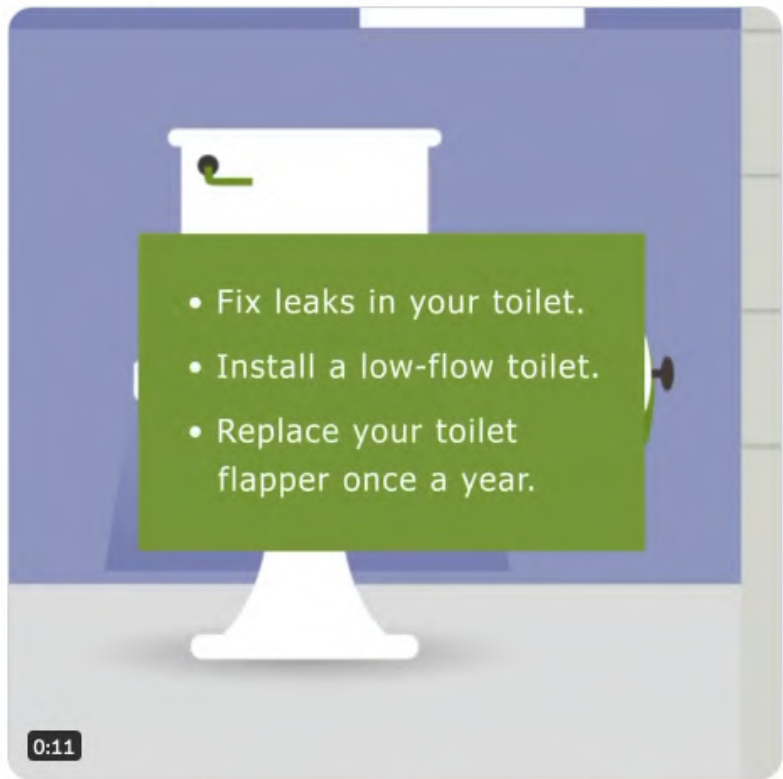 • Fix leaks in your toilet.
• Install a low-flow toilet.
• Replace your toilet
flapper once a year.
0:11